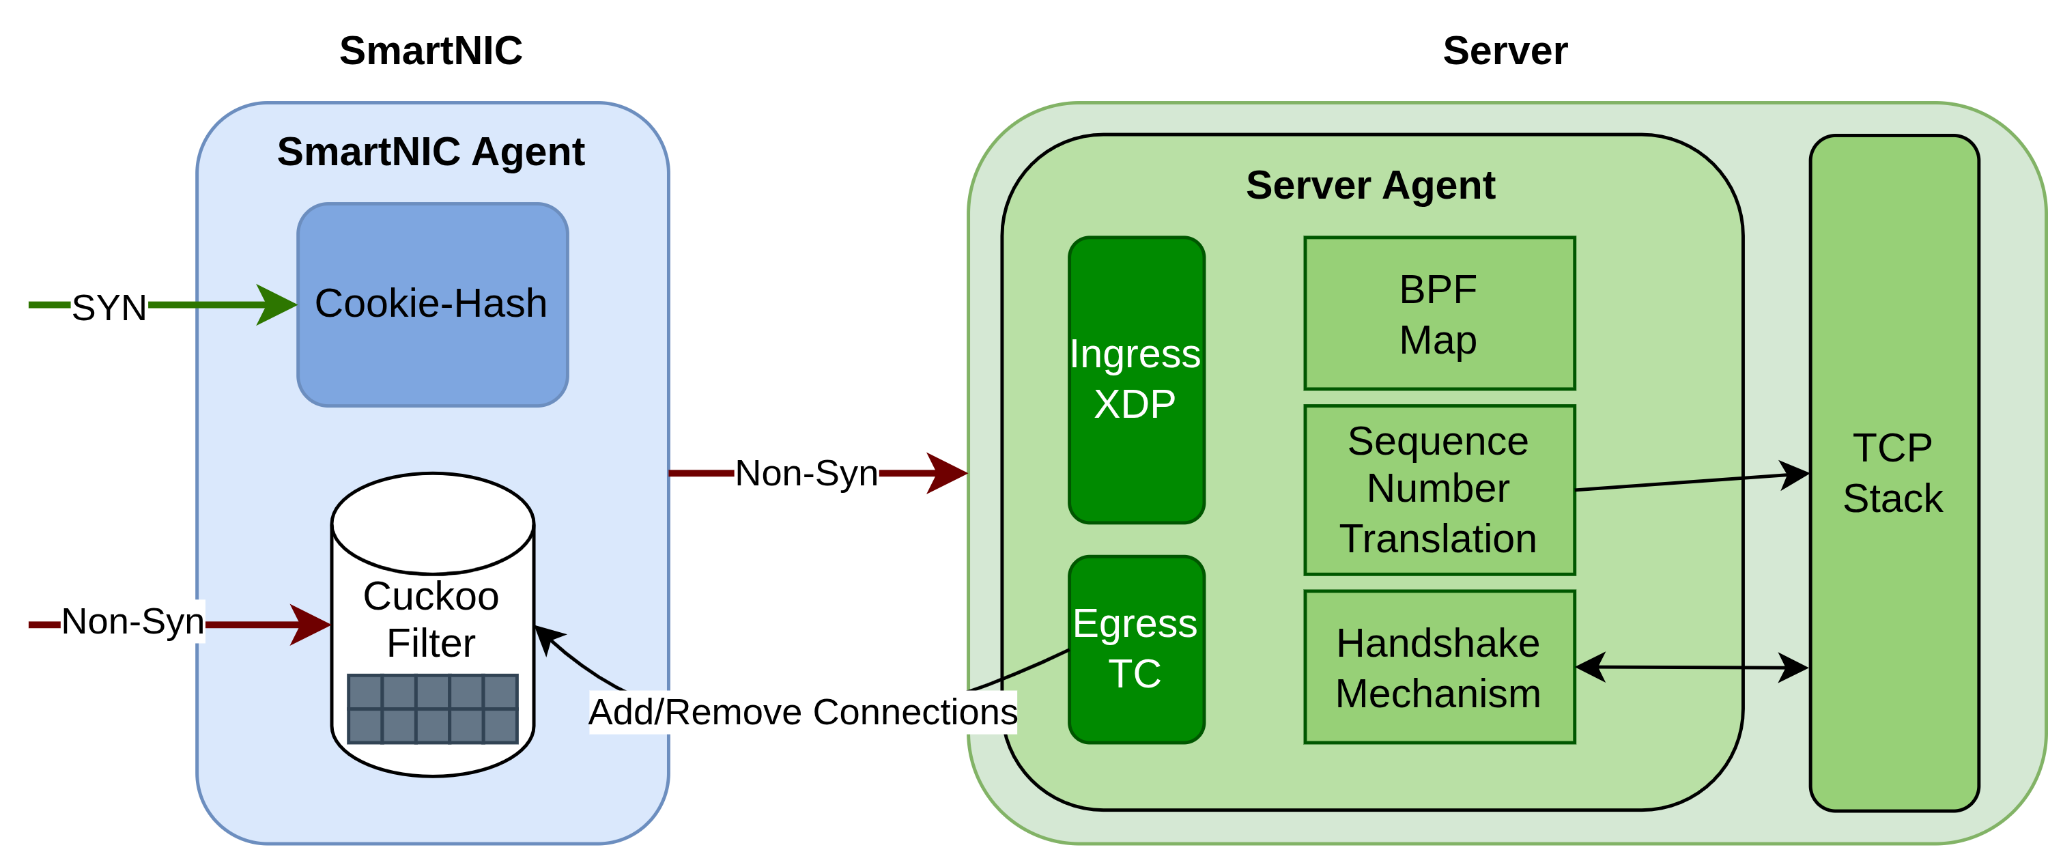 SmartNIC
Server
SmartNIC Agent
Cookie-Hash
SYN
Cuckoo
Filter
Non-Syn
Non-Syn
Add/Remove Connections
Server Agent
Ingress
XDP
Egress
TC
BPF
Map
Sequence
Number
Translation
Handshake
Mechanism
TCP
Stack